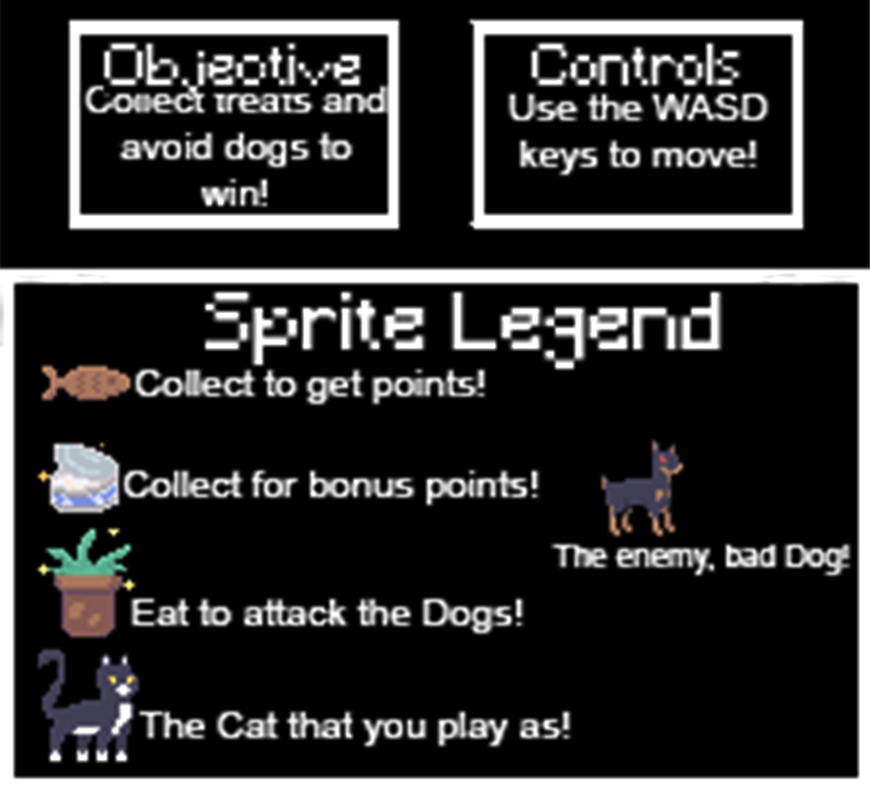 Objective
Collect treats and
avoid dogs to
win!
Controls
Use the WASD
keys to move!
Sprite Legend
Collect to get points!
Collect for bonus points!
The enemy, bad Dog!
Eat to attack the Dogs!
The Cat that you play as!